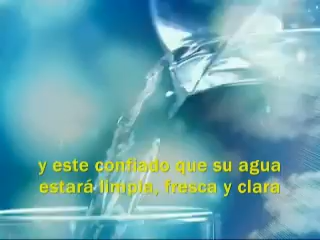 y este confiado que su agua
estará limpia, fresca y clara